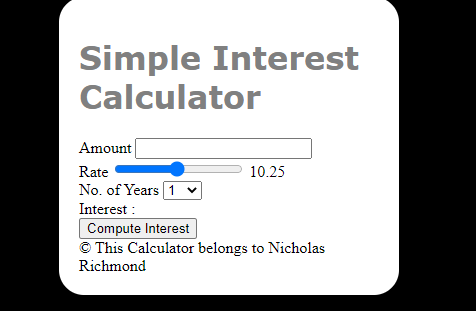 Simple Interest
Calculator
Amount
Rate 10.25
No. of Years 1
Interest :
Compute Interest
© This Calculator belongs to Nicholas
Richmond